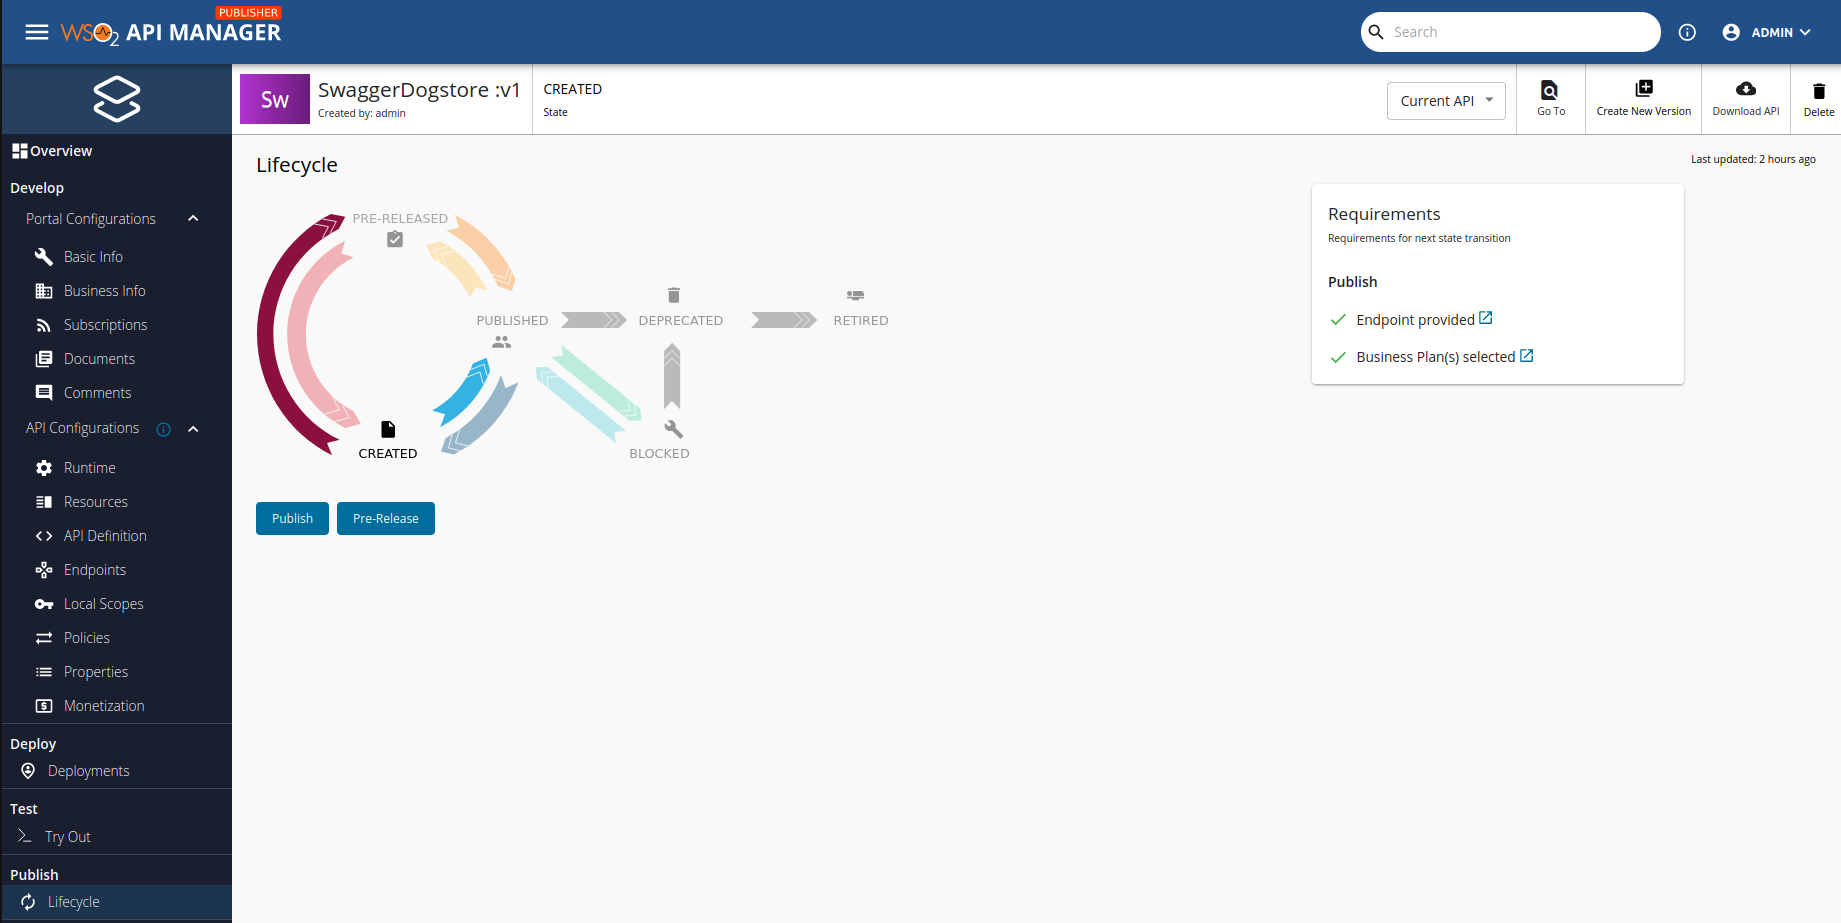 PUBLISHER
WSO2 API MANAGER
Search
ADMIN
Sw
SwaggerDogstore :v1
Created by: admin
CREATED
State
Current API
Go To
Create New Version
Download API
Delete
Overview
Develop
Portal Configurations
Basic Info
Business Info
Subscriptions
Documents
Comments
API Configurations
Runtime
Resources
API Definition
Endpoints
Local Scopes
Policies
Properties
Monetization
Deploy
Deployments
Test
Try Out
Publish
Lifecycle
Lifecycle
Last updated: 2 hours ago
PRE-RELEASED
PUBLISHED
DEPRECATED
RETIRED
CREATED
BLOCKED
Publish
Pre-Release
Requirements
Requirements for next state transition
Publish
Endpoint provided
Business Plan(s) selected